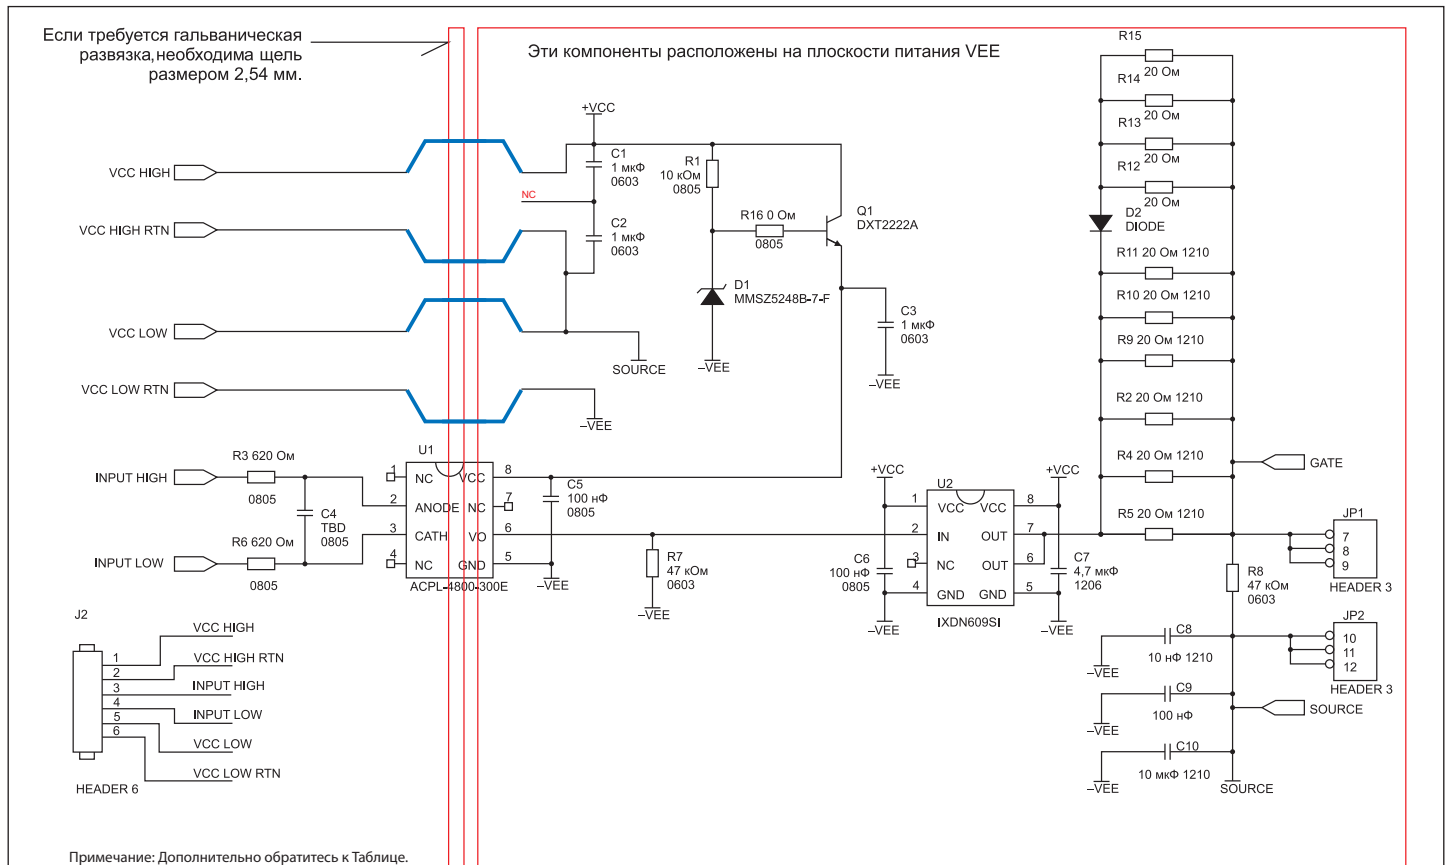 Если требуется гальваническая
развязка,необходима щель
размером 2,54 мм.
Эти компоненты расположены на плоскости питания VEE
R15
20 Ом
R14
20 Ом
R13
20 Ом
R12
20 Ом
D2
DIODE
R11 20 Ом 1210
R10 20 Ом 1210
R9 20 Ом 1210
R2 20 Ом 1210
R4 20 Ом 1210
R5 20 Ом 1210
+VCC
C1
1 мкФ
0603
NC
C2
1 мкФ
0603
R1
10 кОм
0805
R16 0 Ом
0805
Q1
DXT2222A
D1
MMSZ5248B-7-F
–VEE
C3
1 мкФ
0603
–VEE
SOURCE
–VEE
VCC HIGH
VCC HIGH RTN
VCC LOW
VCC LOW RTN
INPUT HIGH
INPUT LOW
R3 620 Ом
0805
C4
TBD
0805
R6 620 Ом
0805
U1
1 NC VCC 8
2 ANODE NC 7
3 CATH VO 6
4 NC GND 5
ACPL-4800-300E
C5
100 нФ
0805
–VEE
R7
47 кОм
0603
–VEE
+VCC
C6
100 нФ
0805
–VEE
U2
1 VCC VCC 8
2 IN OUT 7
3 NC OUT 6
4 GND GND 5
IXDN609SI
+VCC
C7
4,7 мкФ
1206
–VEE
GATE
JP1
7
8
9
HEADER 3
R8
47 кОм
0603
JP2
10
11
12
HEADER 3
C8
10 нФ 1210
–VEE
C9
100 нФ
–VEE
SOURCE
C10
10 мкФ 1210
–VEE
SOURCE
J2
1 VCC HIGH
2 VCC HIGH RTN
3 INPUT HIGH
4 INPUT LOW
5 VCC LOW
6 VCC LOW RTN
HEADER 6
Примечание: Дополнительно обратитесь к Таблице.